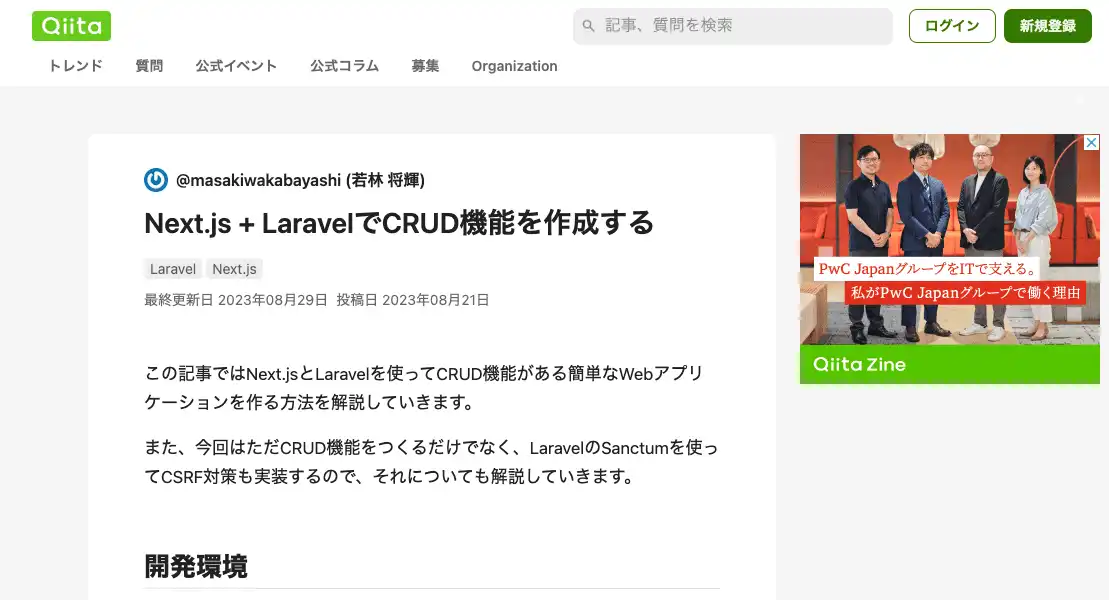 Qiita
記事、質問を検索
ログイン
新規登録
トレンド 質問 公式イベント 公式コラム 募集 Organization
@masakiwakabayashi (若林 将輝)
Next.js + LaravelでCRUD機能を作成する
Laravel Next.js
最終更新日 2023年08月29日 投稿日 2023年08月21日
この記事ではNext.jsとLaravelを使ってCRUD機能がある簡単なWebアプリ
ケーションを作る方法を解説していきます。
また、今回はただCRUD機能をつくるだけでなく、LaravelのSanctumを使っ
てCSRF対策も実装するので、それについても解説していきます。
開発環境
PwC JapanグループをITで支える。
私がPwC Japanグループで働く理由
Qiita Zine